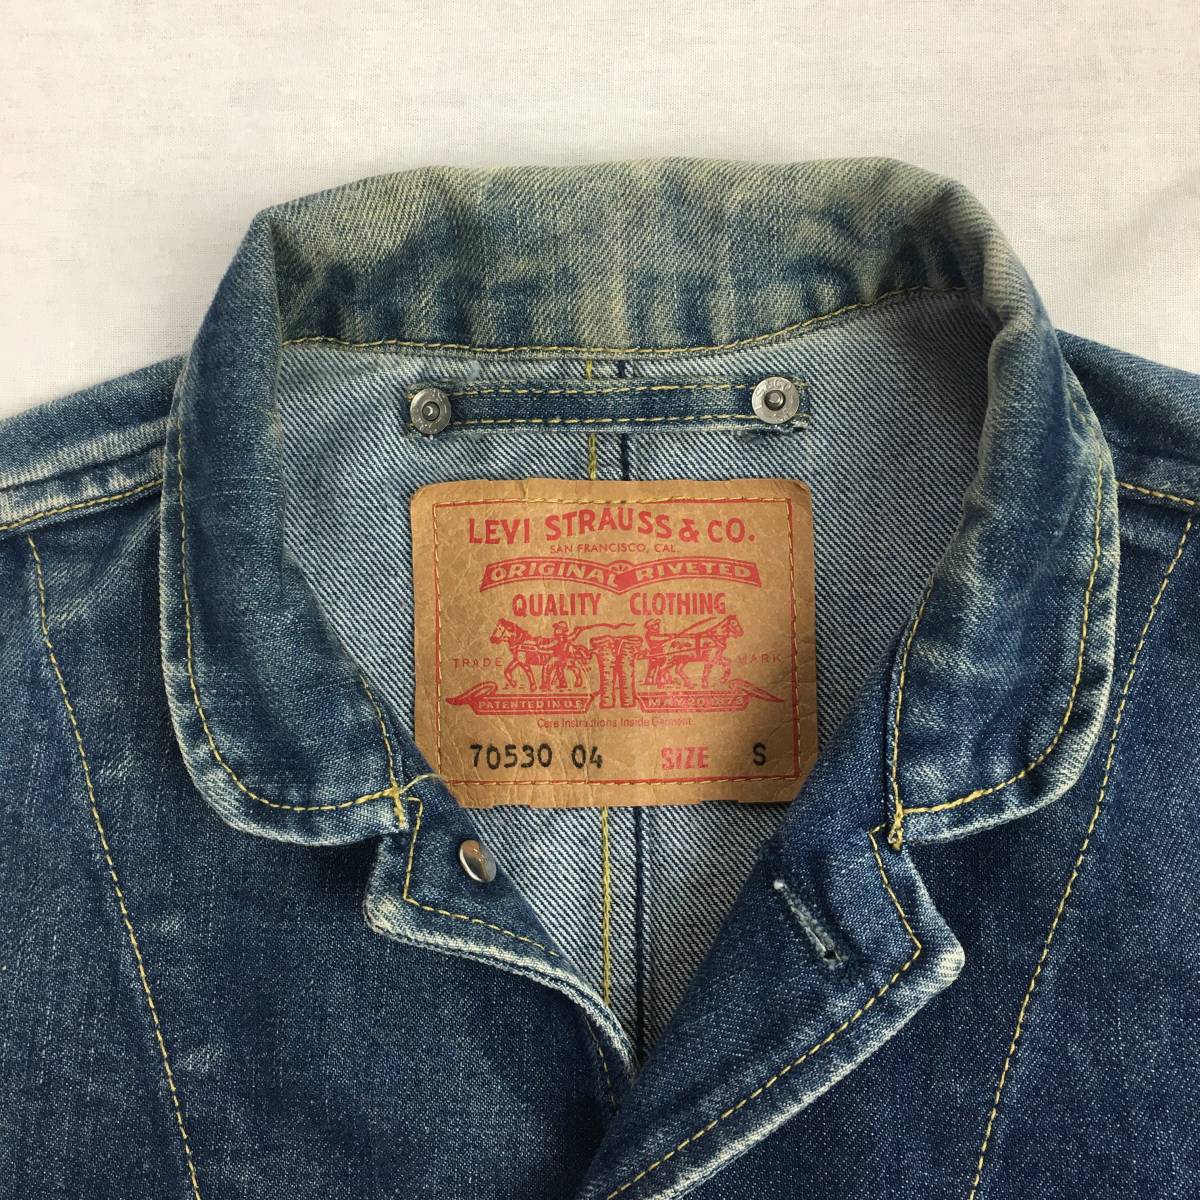 LEVI STRAUSS & CO.
SAN FRANCISCO, CAL.
ORIGINAL RIVETED
QUALITY CLOTHING
TRADE MARK
PATENTED IN U.S. MAY 20 1873
Care Instructions Inside Garment
70530 04 SIZE S